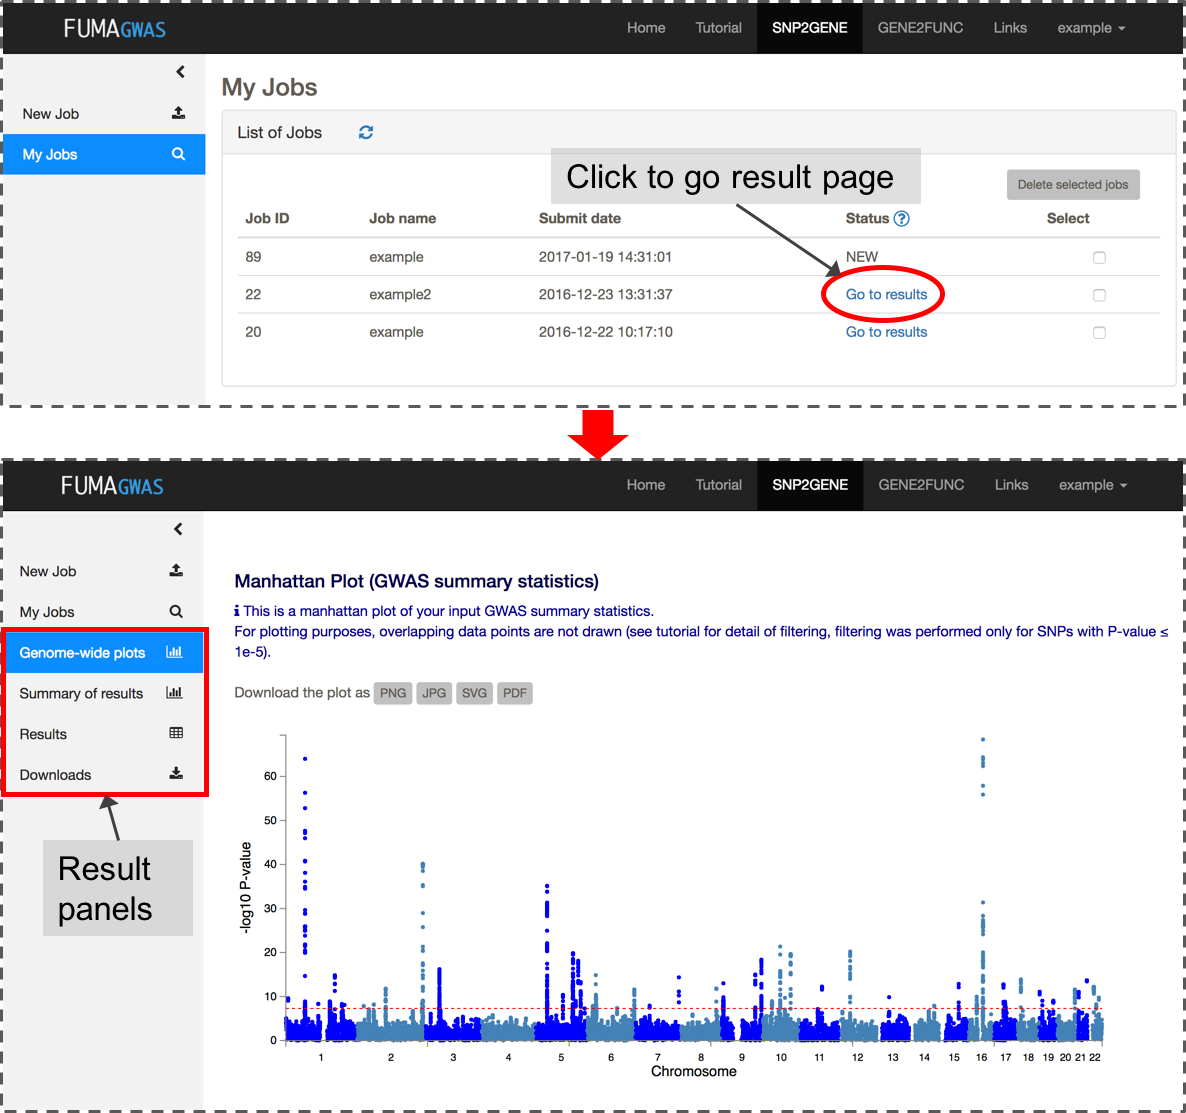 FUMAGWAS
Home Tutorial SNP2GENE GENE2FUNC Links example
New Job
My Jobs
My Jobs
List of Jobs
Click to go result page
Delete selected jobs
Job ID Job name Submit date Status ? Select
89 example 2017-01-19 14:31:01 NEW
22 example2 2016-12-23 13:31:37 Go to results
20 example 2016-12-22 10:17:10 Go to results
FUMAGWAS
Home Tutorial SNP2GENE GENE2FUNC Links example
New Job
My Jobs
Genome-wide plots
Summary of results
Results
Downloads
Result
panels
Manhattan Plot (GWAS summary statistics)
i This is a manhattan plot of your input GWAS summary statistics.
For plotting purposes, overlapping data points are not drawn (see tutorial for detail of filtering, filtering was performed only for SNPs with P-value ≤
1e-5).
Download the plot as PNG JPG SVG PDF
-log10 P-value
60
50
40
30
20
10
0
1 2 3 4 5 6 7 8 9 10 11 12 13 14 15 16 17 18 19 20 21 22
Chromosome